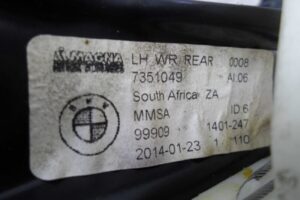 MAGNA LH WR REAR 0008
7351049 AI.06
South Africa ZA
BMW
MMSA ID 6
99909 1401-247
2014-01-23 1 110